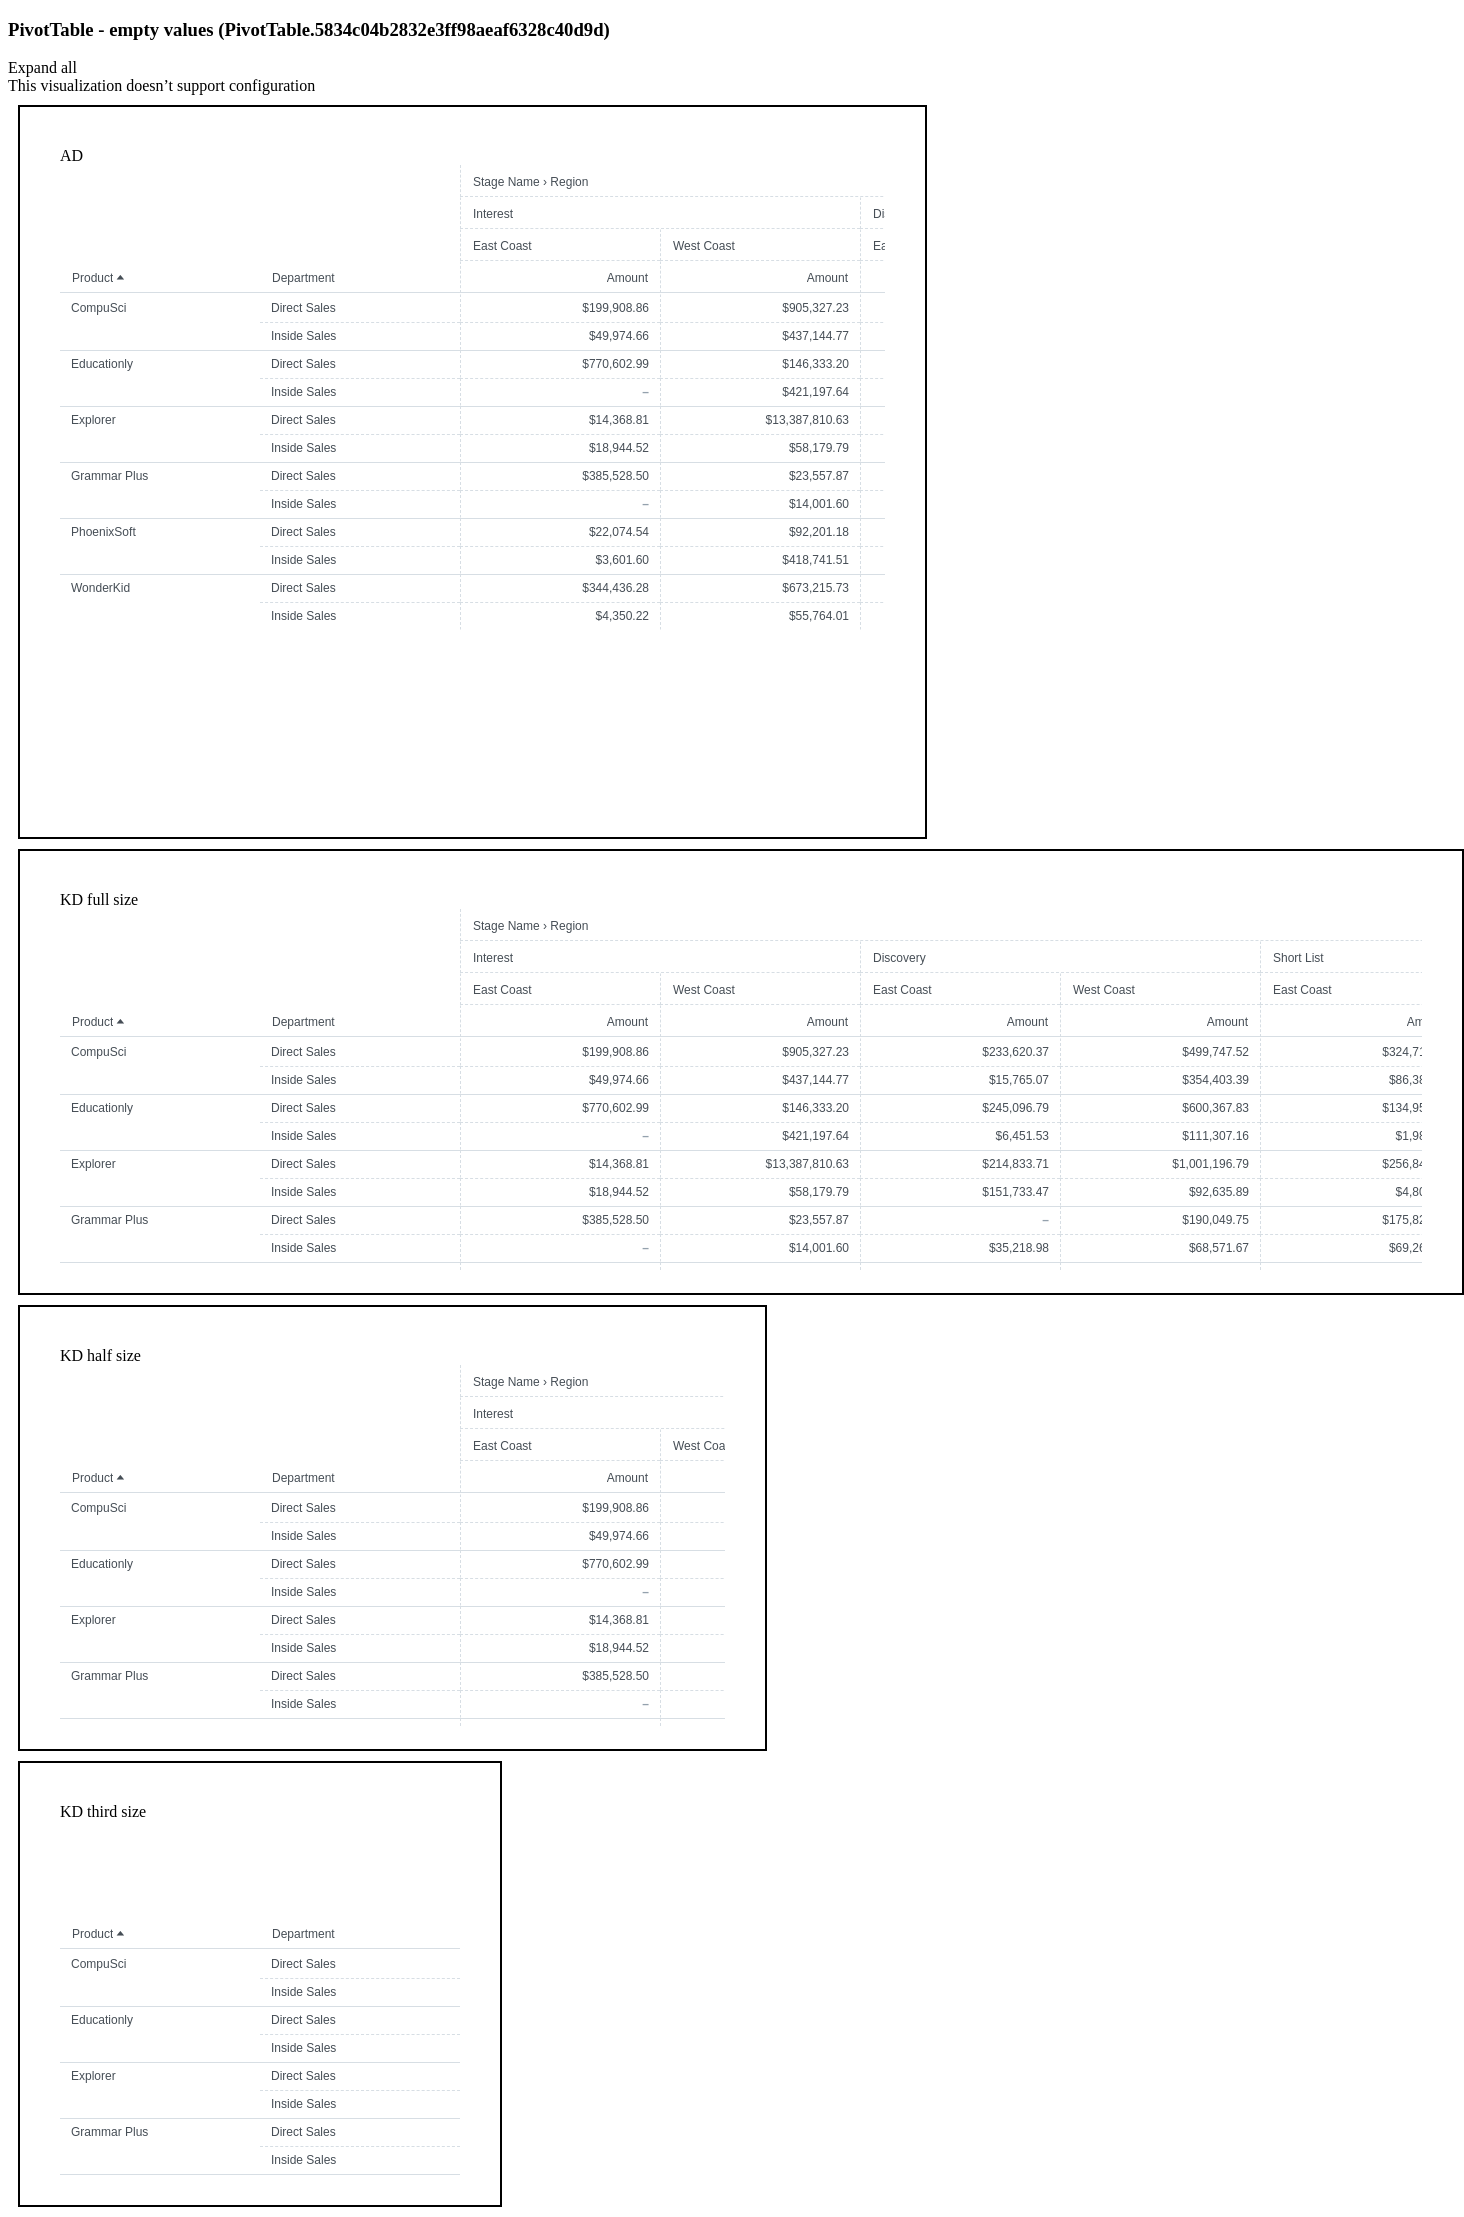 PivotTable - empty values (PivotTable.5834c04b2832e3ff98aeaf6328c40d9d)
Expand all
This visualization doesn’t support configuration
AD
Stage Name › Region
Interest Di
East Coast West Coast Ea
Product Department Amount Amount
CompuSci Direct Sales $199,908.86 $905,327.23
Inside Sales $49,974.66 $437,144.77
Educationly Direct Sales $770,602.99 $146,333.20
Inside Sales – $421,197.64
Explorer Direct Sales $14,368.81 $13,387,810.63
Inside Sales $18,944.52 $58,179.79
Grammar Plus Direct Sales $385,528.50 $23,557.87
Inside Sales – $14,001.60
PhoenixSoft Direct Sales $22,074.54 $92,201.18
Inside Sales $3,601.60 $418,741.51
WonderKid Direct Sales $344,436.28 $673,215.73
Inside Sales $4,350.22 $55,764.01
KD full size
Stage Name › Region
Interest Discovery Short List
East Coast West Coast East Coast West Coast East Coast
Product Department Amount Amount Amount Amount Am
CompuSci Direct Sales $199,908.86 $905,327.23 $233,620.37 $499,747.52 $324,71
Inside Sales $49,974.66 $437,144.77 $15,765.07 $354,403.39 $86,38
Educationly Direct Sales $770,602.99 $146,333.20 $245,096.79 $600,367.83 $134,95
Inside Sales – $421,197.64 $6,451.53 $111,307.16 $1,98
Explorer Direct Sales $14,368.81 $13,387,810.63 $214,833.71 $1,001,196.79 $256,84
Inside Sales $18,944.52 $58,179.79 $151,733.47 $92,635.89 $4,80
Grammar Plus Direct Sales $385,528.50 $23,557.87 – $190,049.75 $175,82
Inside Sales – $14,001.60 $35,218.98 $68,571.67 $69,26
KD half size
Stage Name › Region
Interest
East Coast West Coa
Product Department Amount
CompuSci Direct Sales $199,908.86
Inside Sales $49,974.66
Educationly Direct Sales $770,602.99
Inside Sales –
Explorer Direct Sales $14,368.81
Inside Sales $18,944.52
Grammar Plus Direct Sales $385,528.50
Inside Sales –
KD third size
Product Department
CompuSci Direct Sales
Inside Sales
Educationly Direct Sales
Inside Sales
Explorer Direct Sales
Inside Sales
Grammar Plus Direct Sales
Inside Sales